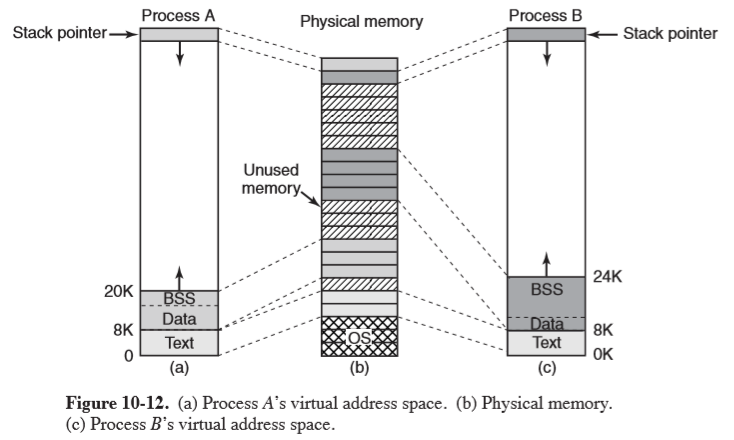 Process A
Physical memory
Process B
Stack pointer
Stack pointer
Unused
memory
20K
BSS
Data
8K
Text
0
OS
24K
BSS
Data
8K
Text
0K
(a)
(b)
(c)
Figure 10-12. (a) Process A's virtual address space. (b) Physical memory.
(c) Process B's virtual address space.